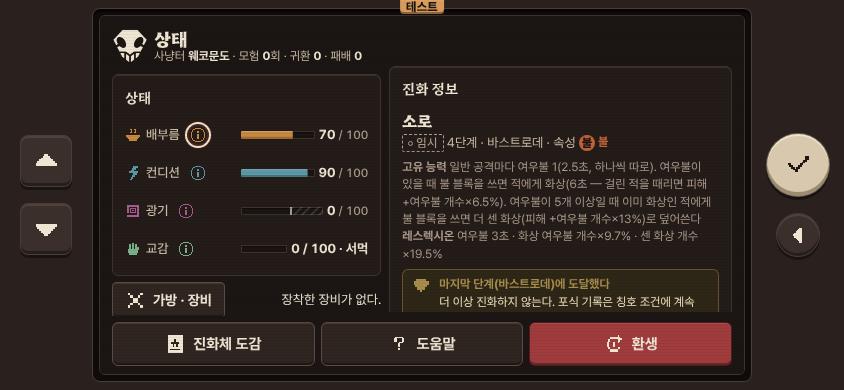 테스트
상태
사냥터 웨코문도 · 모험 0회 · 귀환 0 · 패배 0
상태
배부름 70 / 100
컨디션 90 / 100
광기 0 / 100
교감 0 / 100 · 서먹
가방 · 장비
장착한 장비가 없다.
진화 정보
소로
임시 4단계 · 바스트로데 · 속성 불 불
고유 능력 일반 공격마다 여우불 1(2.5초, 하나씩 따로). 여우불이
있을 때 불 블록을 쓰면 적에게 화상(6초 — 걸린 적을 때리면 피해
+여우불 개수×6.5%). 여우불이 5개 이상일 때 이미 화상인 적에게
불 블록을 쓰면 더 센 화상(피해 +여우불 개수×13%)로 덮어쓴다
레스렉시온 여우불 3초 · 화상 여우불 개수×9.7% · 센 화상 개수
×19.5%
마지막 단계(바스트로데)에 도달했다
더 이상 진화하지 않는다. 포식 기록은 칭호 조건에 계속
진화체 도감
? 도움말
환생